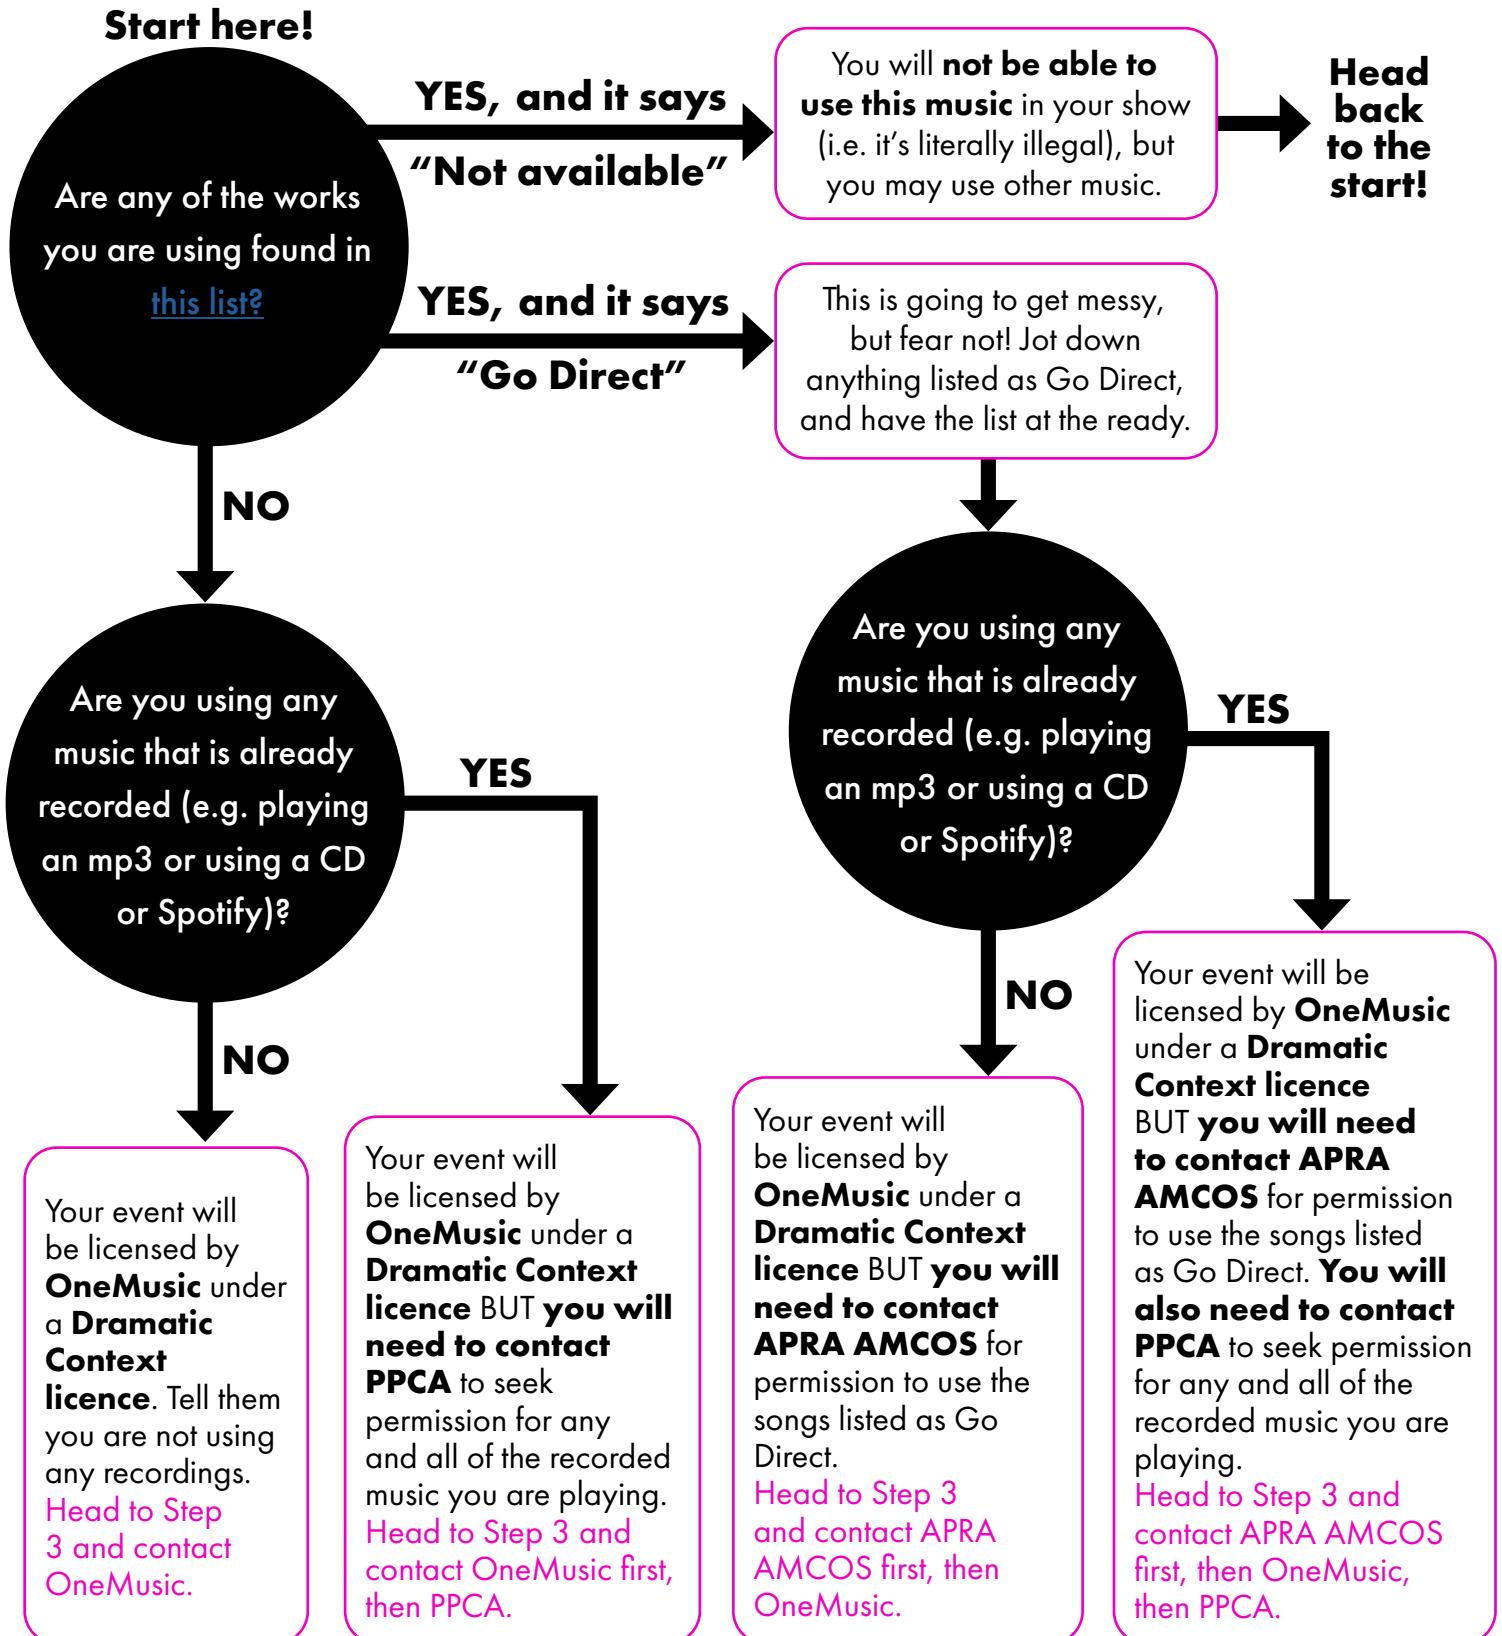 Start here!
Are any of the works
you are using found in
this list?
YES, and it says
“Not available”
You will not be able to
use this music in your show
(i.e. it's literally illegal), but
you may use other music.
Head
back
to the
start!
YES, and it says
“Go Direct”
This is going to get messy,
but fear not! Jot down
anything listed as Go Direct,
and have the list at the ready.
NO
Are you using any
music that is already
recorded (e.g. playing
an mp3 or using a CD
or Spotify)?
YES
NO
Are you using any
music that is already
recorded (e.g. playing
an mp3 or using a CD
or Spotify)?
YES
NO
Your event will
be licensed by
OneMusic under
a Dramatic
Context
licence. Tell them
you are not using
any recordings.
Head to Step
3 and contact
OneMusic.
Your event will
be licensed by
OneMusic under a
Dramatic Context
licence BUT you will
need to contact
PPCA to seek
permission for any
and all of the recorded
music you are playing.
Head to Step 3 and
contact OneMusic first,
then PPCA.
Your event will
be licensed by
OneMusic under a
Dramatic Context
licence BUT you will
need to contact
APRA AMCOS for
permission to use the
songs listed as Go
Direct.
Head to Step 3
and contact APRA
AMCOS first, then
OneMusic.
Your event will be
licensed by OneMusic
under a Dramatic
Context licence
BUT you will need
to contact APRA
AMCOS for permission
to use the songs listed
as Go Direct. You will
also need to contact
PPCA to seek permission
for any and all of the
recorded music you are
playing.
Head to Step 3 and
contact APRA AMCOS
first, then OneMusic,
then PPCA.